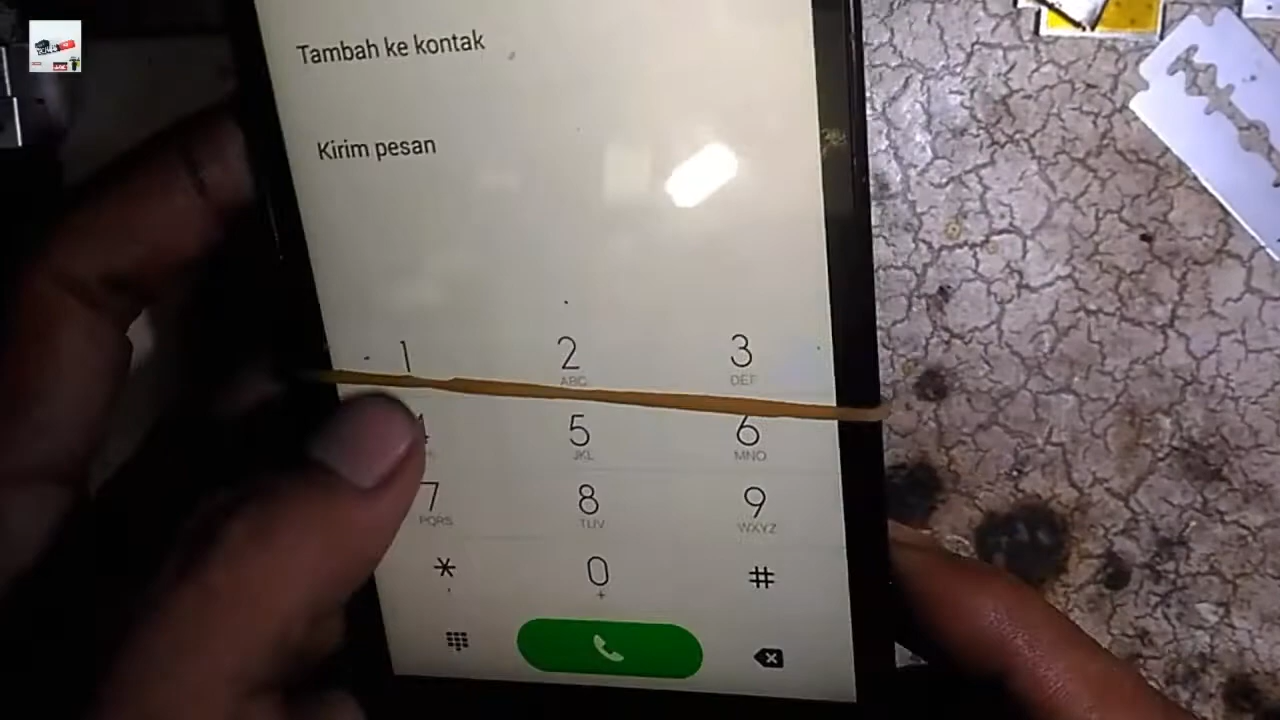 Tambah ke kontak
Kirim pesan
1 2 3
ABC DEF
4 5 6
JKL MNO
7 8 9
PQRS TUV WXYZ
* 0 #
, +